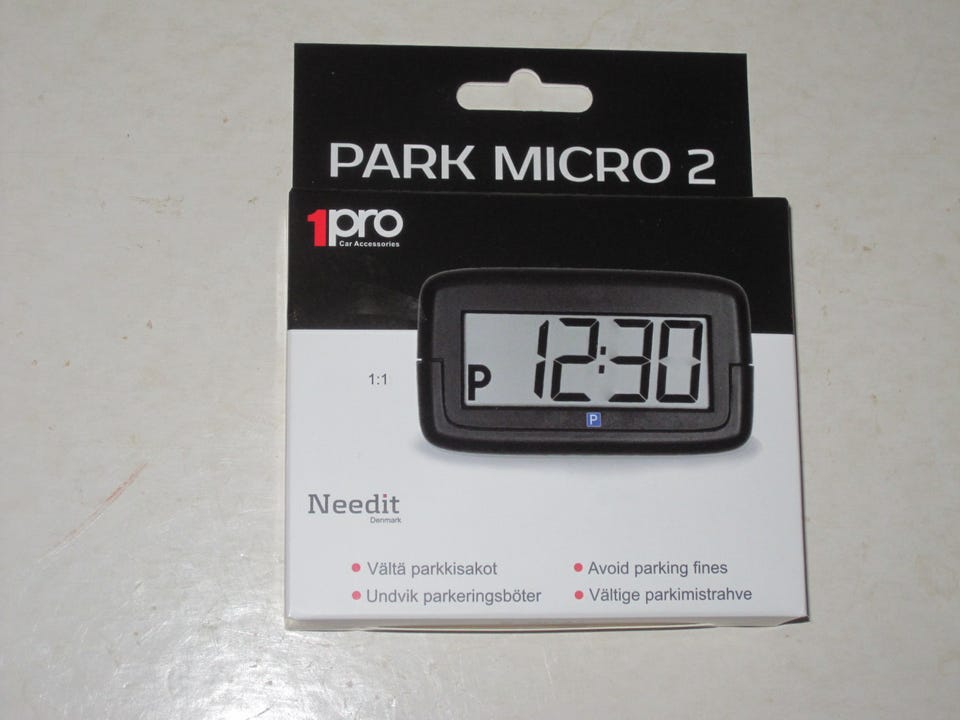 PARK MICRO 2
1pro
Car Accessories
P 12:30
P
1:1
Needit
Denmark
• Vältä parkkisakot
• Undvik parkeringsböter
• Avoid parking fines
• Vältige parkimistrahve